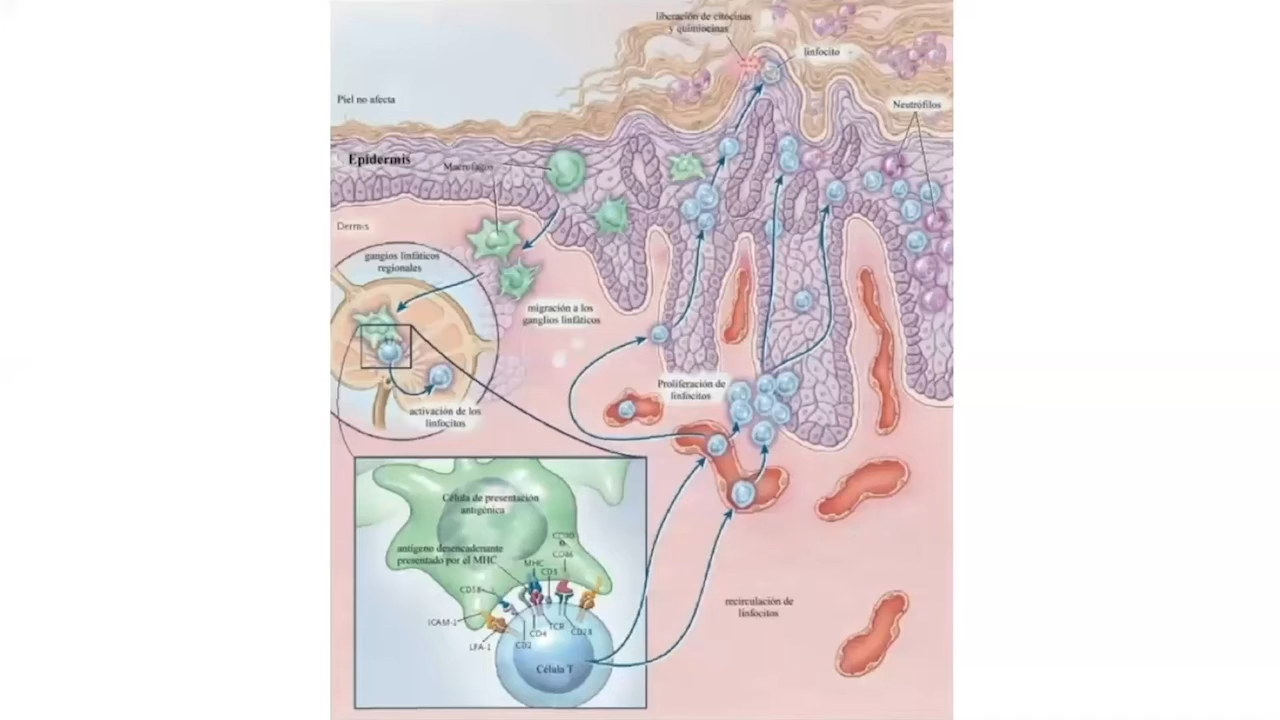 liberación de citocinas
y quimiocinas
linfocito
Piel no afecta
Neutrófilos
Epidermis
Macrófagos
Dermis
ganglios linfáticos
regionales
migración a los
ganglios linfáticos
Proliferación de
linfocitos
activación de los
linfocitos
Célula de presentación
antigénica
antígeno desencadenante
presentado por el MHC
CD80
o
CD86
MHC
CD3
CD58
ICAM-1
LFA-1
CD2
CD4
TCR
CD28
Célula T
recirculación de
linfocitos